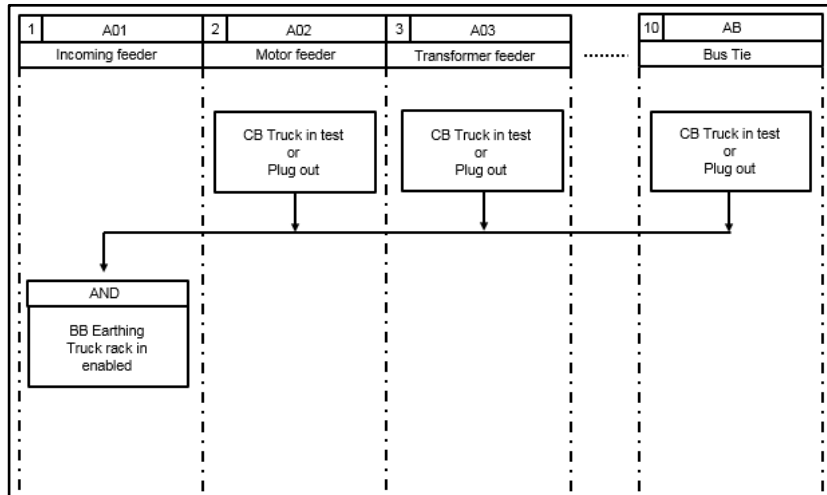 1 A01
2 A02
3 A03
10 AB
Incoming feeder
Motor feeder
Transformer feeder
........
Bus Tie
CB Truck in test
or
Plug out
CB Truck in test
or
Plug out
CB Truck in test
or
Plug out
AND
BB Earthing
Truck rack in
enabled